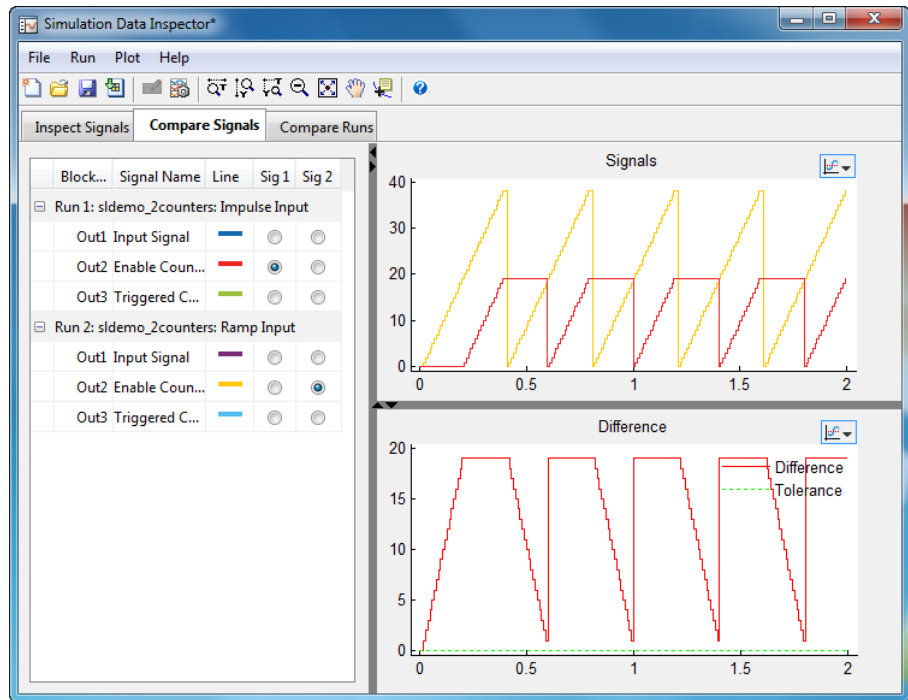 Simulation Data Inspector*
File Run Plot Help
Inspect Signals Compare Signals Compare Runs
Block... Signal Name Line Sig 1 Sig 2
Run 1: sldemo_2counters: Impulse Input
Out1 Input Signal
Out2 Enable Coun...
Out3 Triggered C...
Run 2: sldemo_2counters: Ramp Input
Out1 Input Signal
Out2 Enable Coun...
Out3 Triggered C...
Signals
40
30
20
10
0
0 0.5 1 1.5 2
Difference
20
15
10
5
0
Difference
Tolerance
0 0.5 1 1.5 2